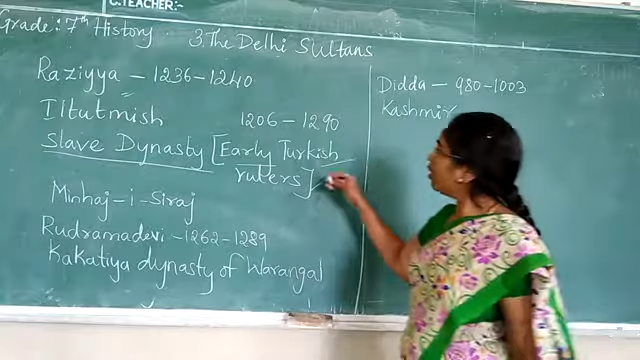 C.TEACHER:-
Grade: 7th History
3. The Delhi Sultans
Raziyya - 1236-1240
Iltutmish 1206-1290
Slave Dynasty [Early Turkish
rulers]
Minhaj-i-Siraj
Rudramadevi - 1262-1289
Kakatiya dynasty of Warangal
Didda - 980-1003
Kashmir